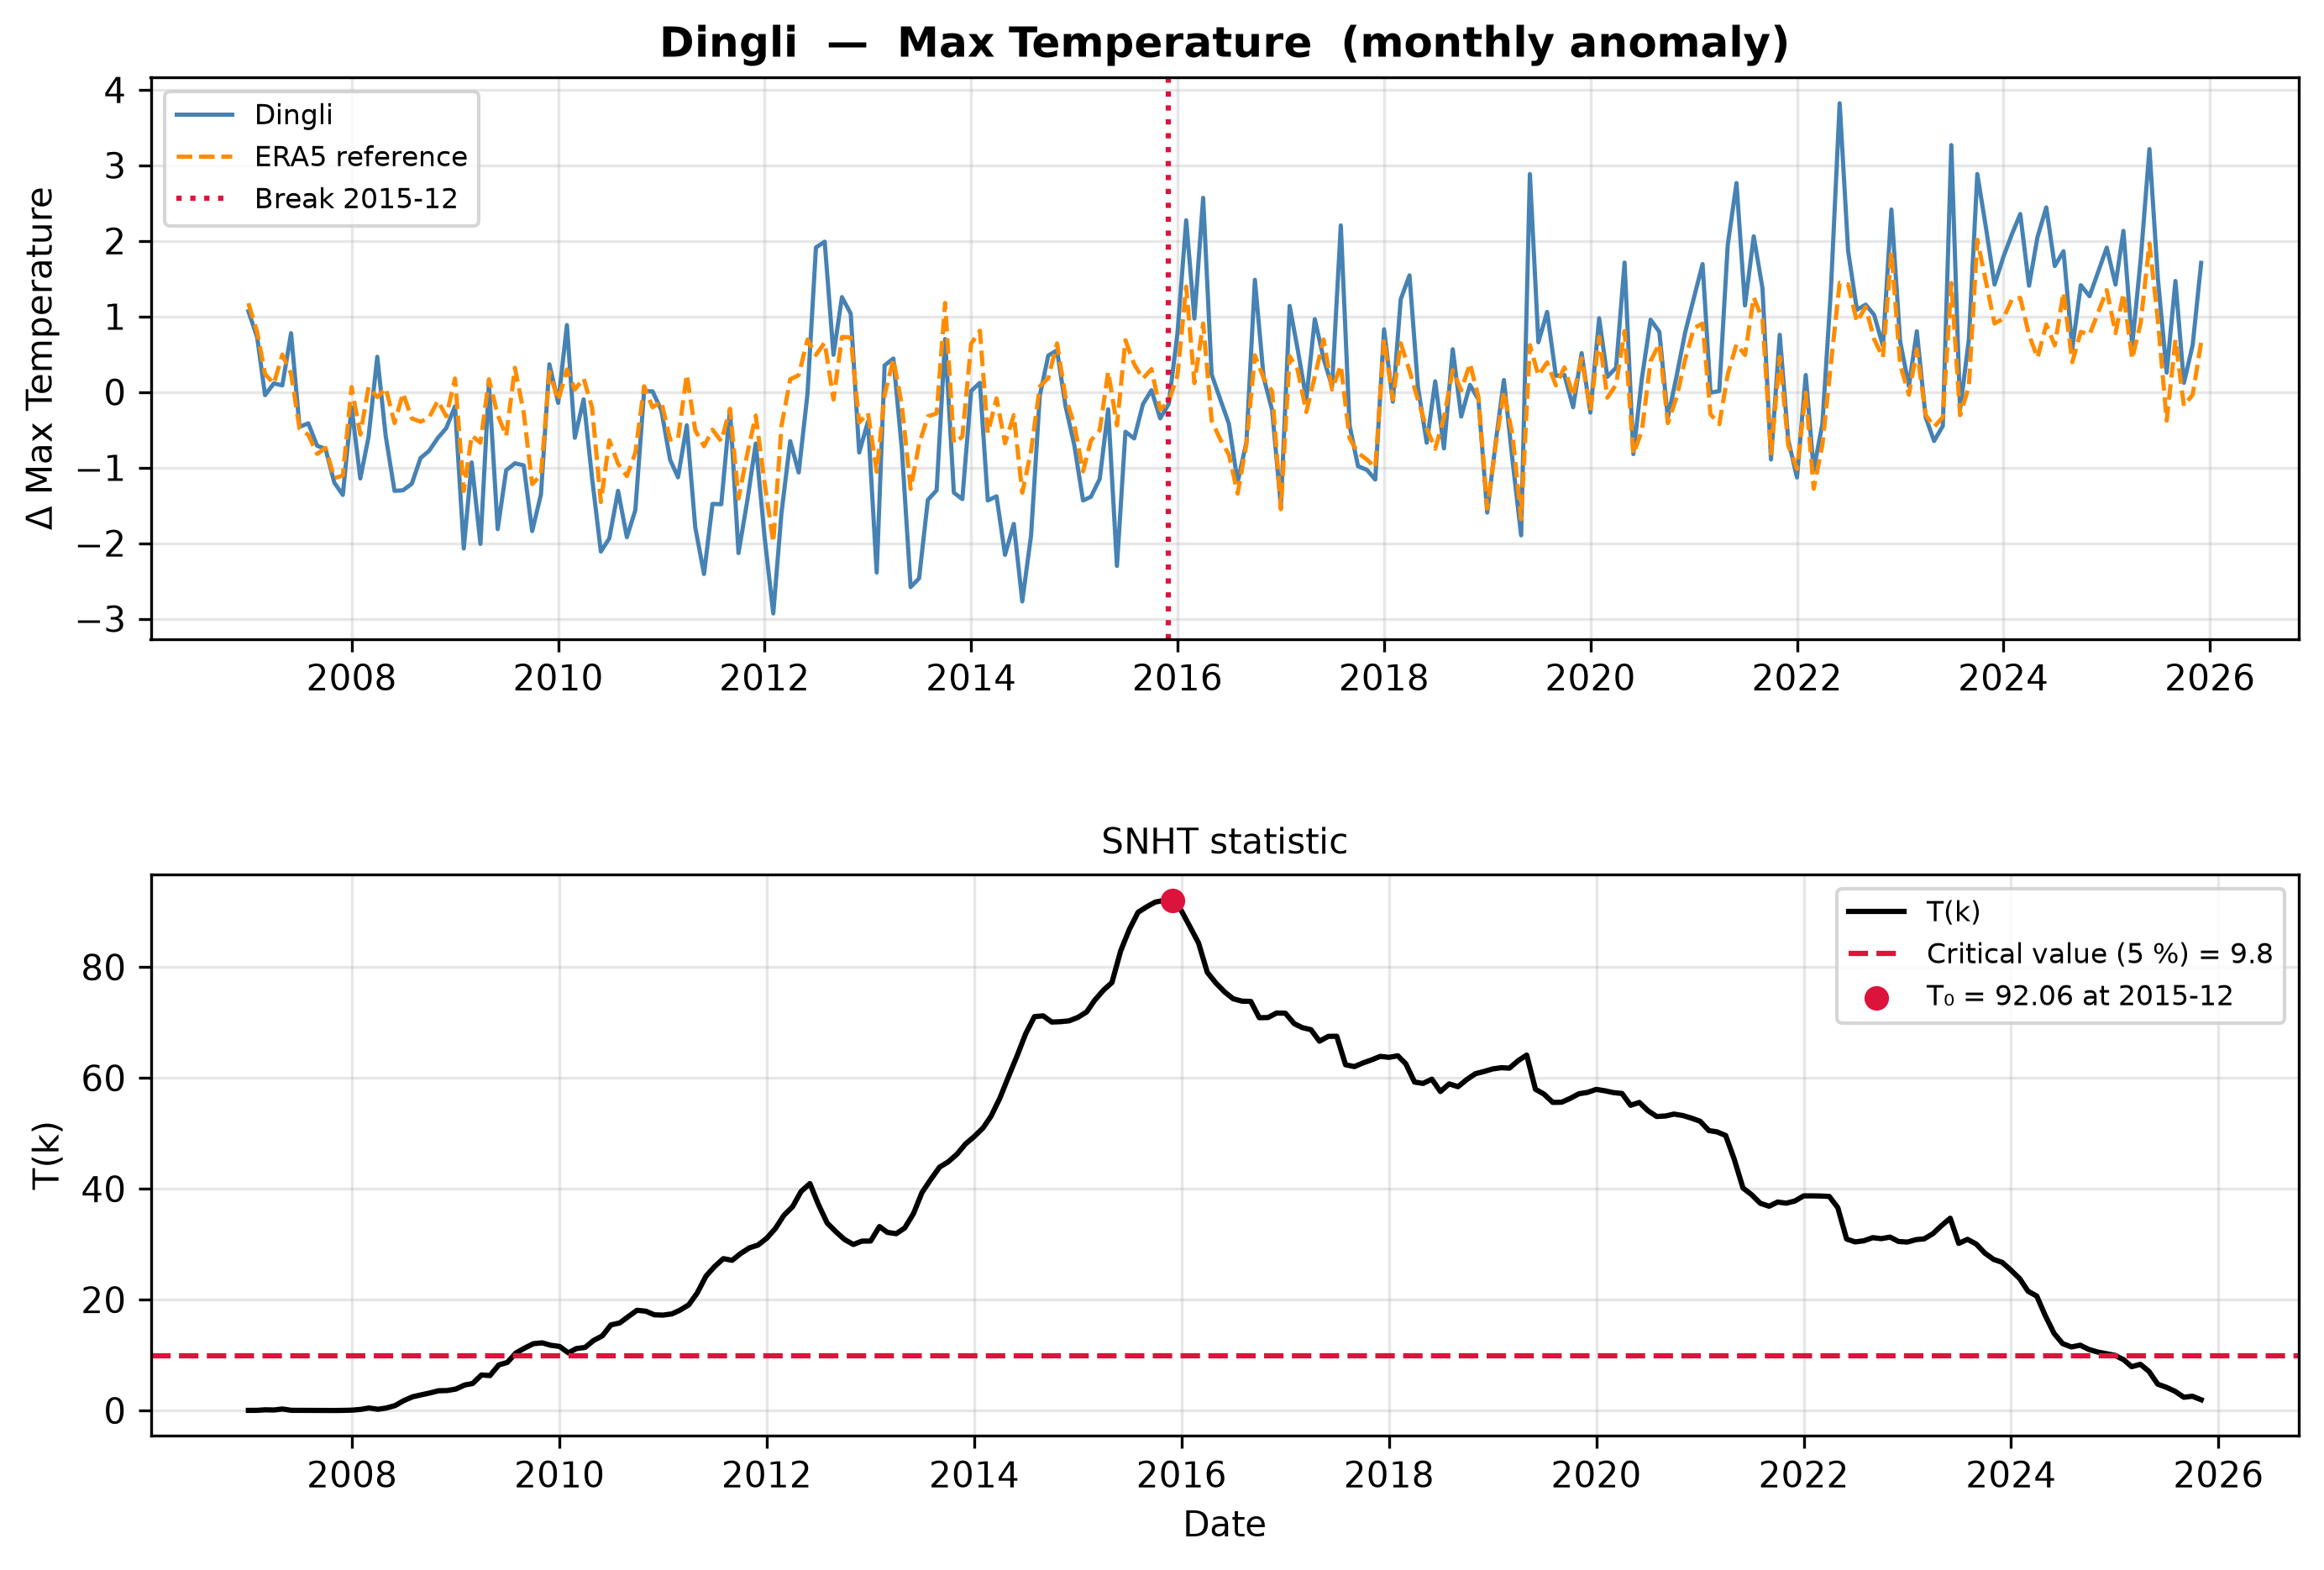 Dingli — Max Temperature (monthly anomaly)
Δ Max Temperature
4
3
2
1
0
−1
−2
−3
Dingli
ERA5 reference
Break 2015-12
2008 2010 2012 2014 2016 2018 2020 2022 2024 2026
SNHT statistic
T(k)
80
60
40
20
0
T(k)
Critical value (5 %) = 9.8
T₀ = 92.06 at 2015-12
2008 2010 2012 2014 2016 2018 2020 2022 2024 2026
Date